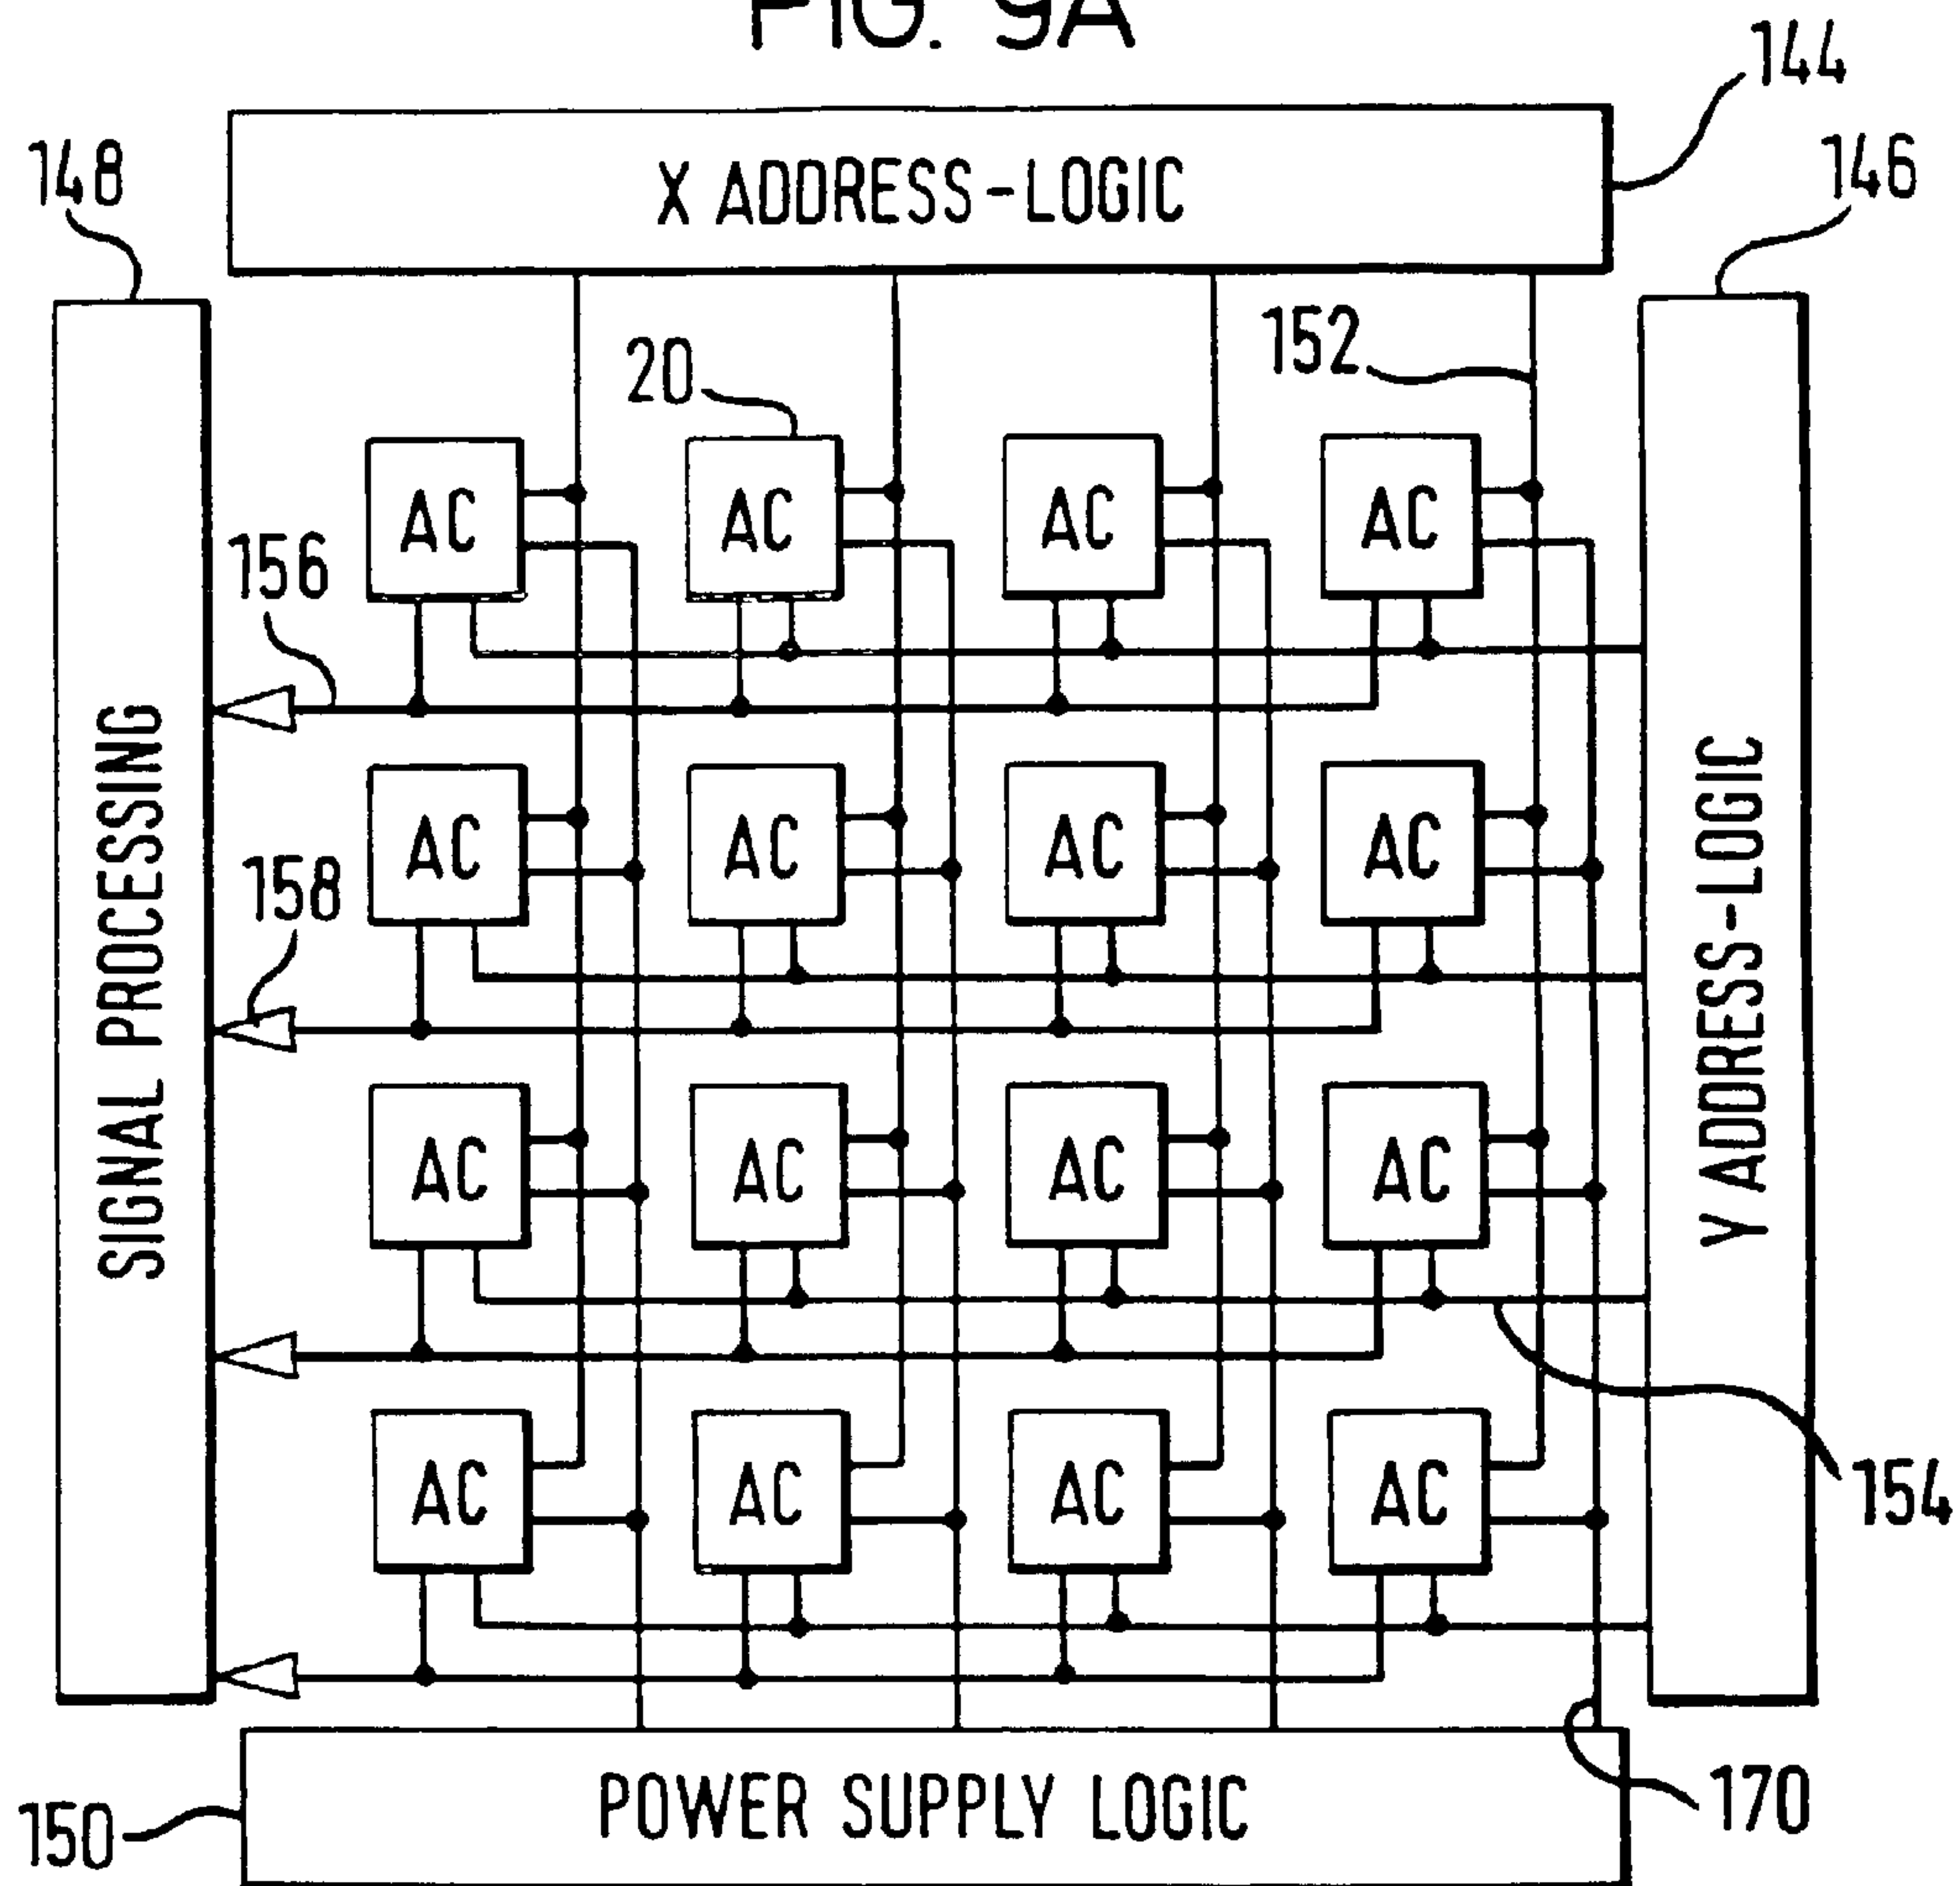 FIG. 9A
144
X ADDRESS-LOGIC
148
146
152
20
AC AC AC AC
156
AC AC AC AC
158
SIGNAL PROCESSING
Y ADDRESS-LOGIC
AC AC AC AC
AC AC AC AC
154
POWER SUPPLY LOGIC
150
170